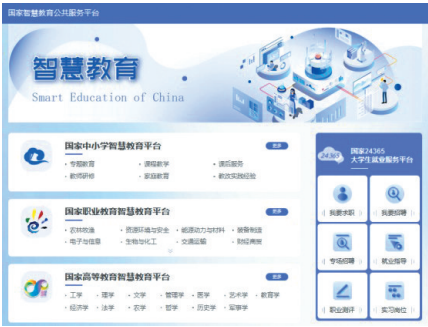 国家智慧教育公共服务平台
智慧教育
Smart Education of China
国家中小学智慧教育平台
更多
· 专题教育 · 课程教学 · 课后服务
· 教师研修 · 家庭教育 · 教改实践经验
国家职业教育智慧教育平台
更多
· 农林牧渔 · 资源环境与安全 · 能源动力与材料 · 装备制造
· 电子与信息 · 生物与化工 · 交通运输 · 财经商贸
国家高等教育智慧教育平台
更多
· 工学 · 理学 · 文学 · 管理学 · 医学 · 艺术学 · 教育学
· 经济学 · 法学 · 农学 · 哲学 · 历史学 · 军事学
24365
国家24365
大学生就业服务平台
我要求职
我要招聘
专场招聘
就业指导
职业测评
实习岗位